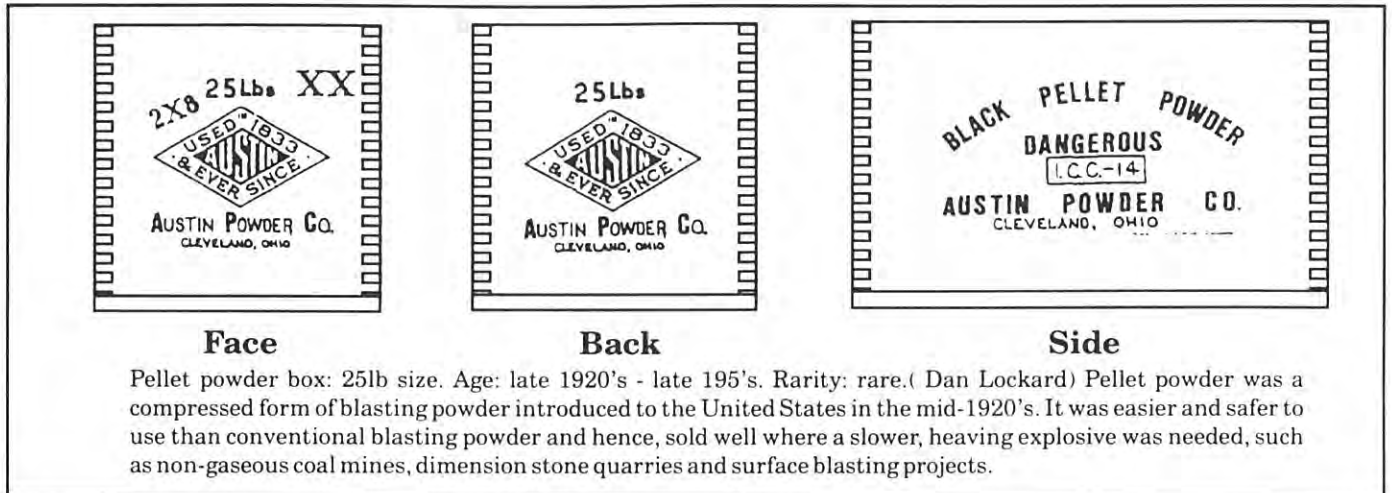 2X8 25Lbs XX
USED IN 1833
AUSTIN
& EVER SINCE
AUSTIN POWDER CO.
CLEVELAND, OHIO
25Lbs
USED IN 1833
AUSTIN
& EVER SINCE
AUSTIN POWDER CO.
CLEVELAND, OHIO
BLACK PELLET POWDER
DANGEROUS
I.C.C.-14
AUSTIN POWDER CO.
CLEVELAND, OHIO
Face
Back
Side
Pellet powder box: 25lb size. Age: late 1920's - late 195's. Rarity: rare.( Dan Lockard) Pellet powder was a
compressed form of blasting powder introduced to the United States in the mid-1920's. It was easier and safer to
use than conventional blasting powder and hence, sold well where a slower, heaving explosive was needed, such
as non-gaseous coal mines, dimension stone quarries and surface blasting projects.